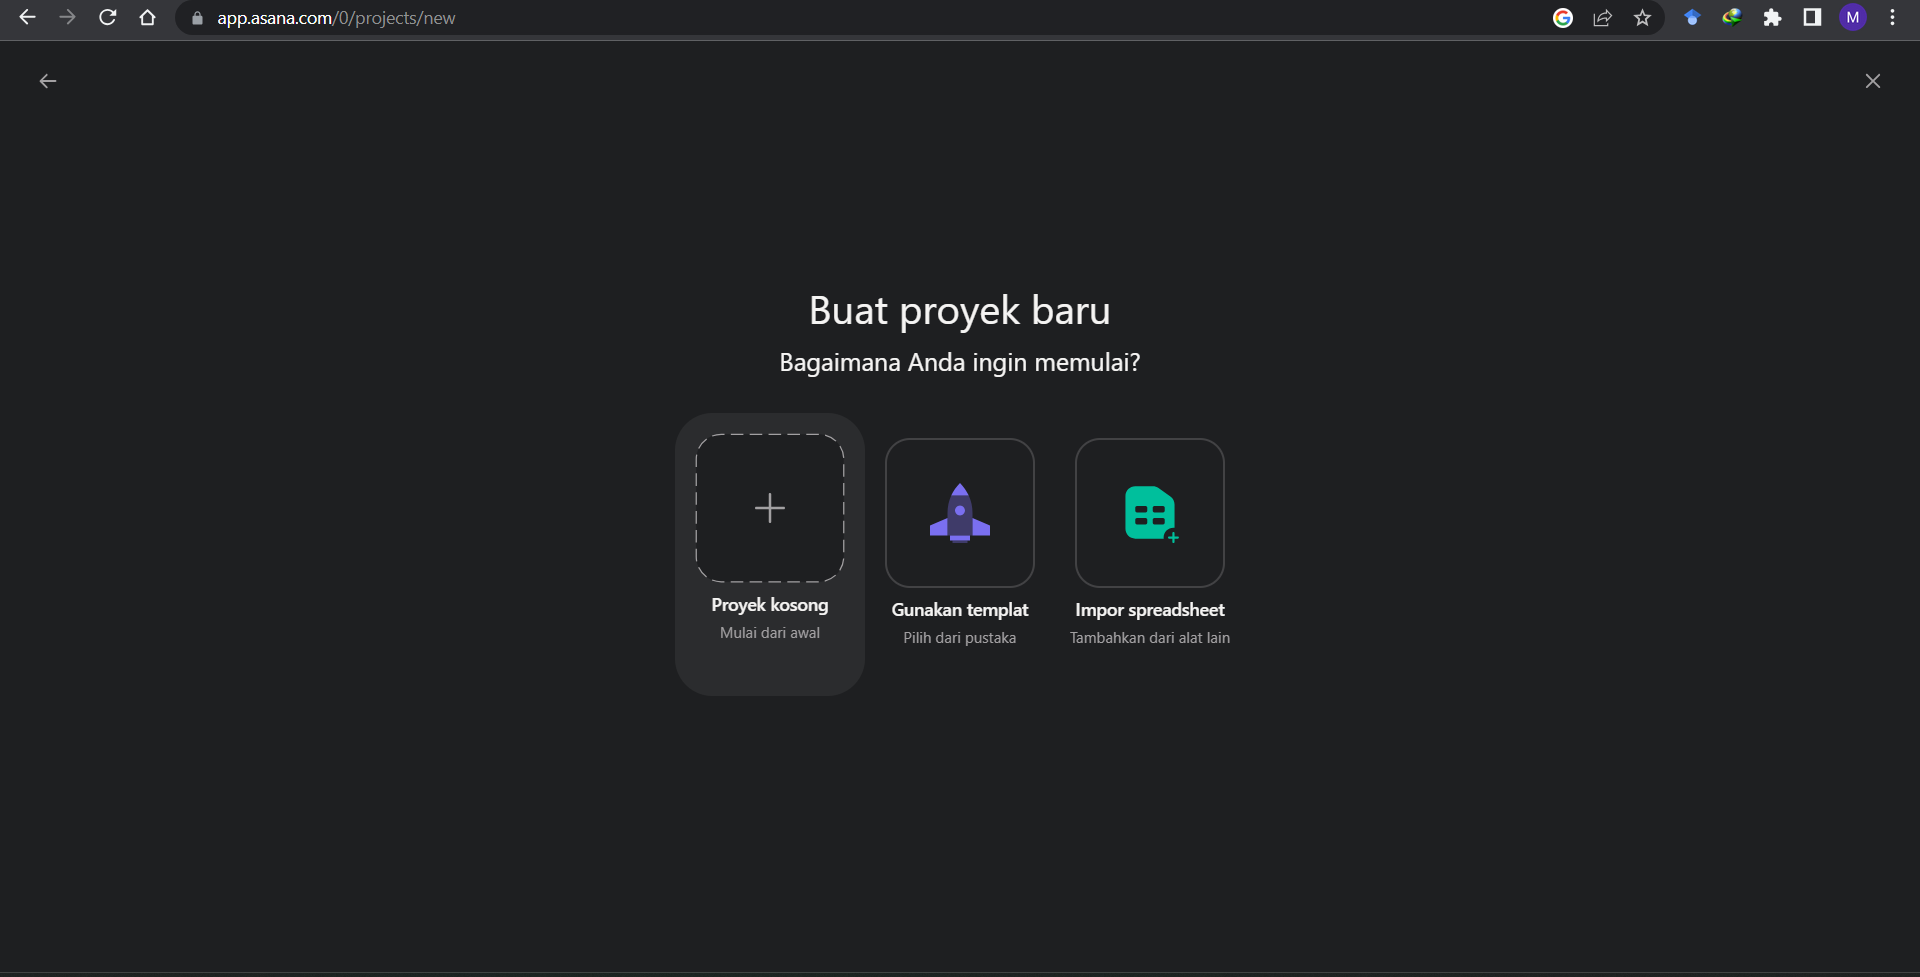 app.asana.com/0/projects/new
M
Buat proyek baru
Bagaimana Anda ingin memulai?
Proyek kosong
Mulai dari awal
Gunakan templat
Pilih dari pustaka
Impor spreadsheet
Tambahkan dari alat lain